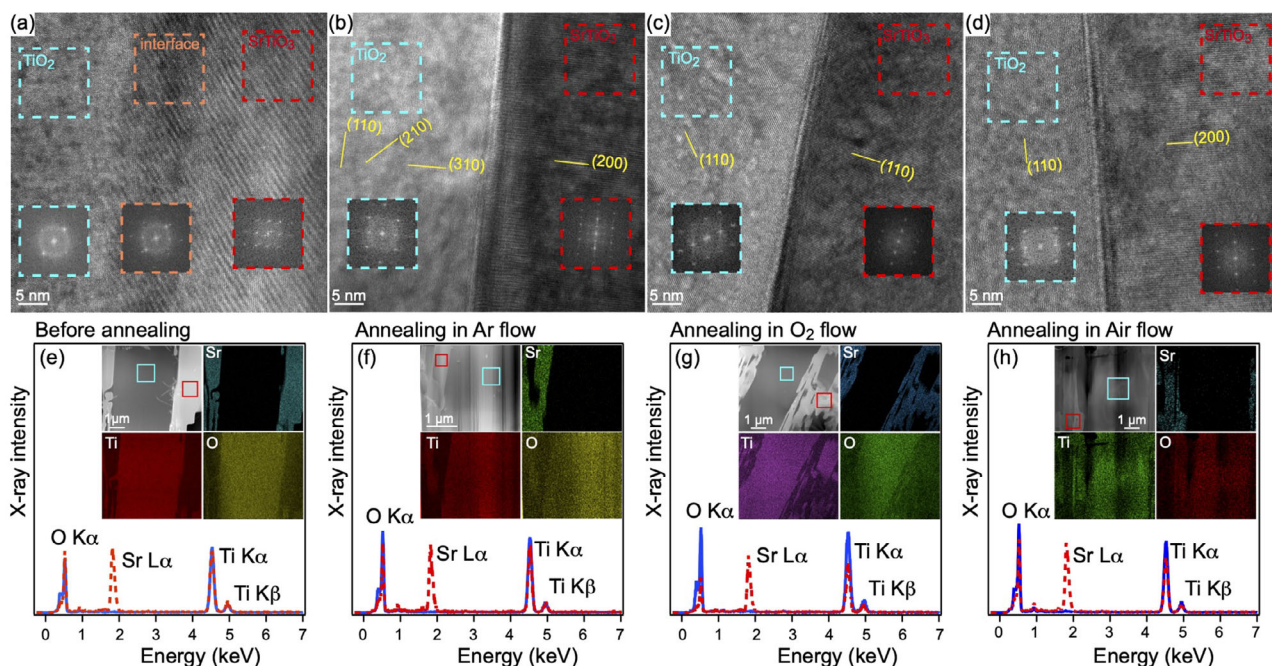 (a)
TiO2
interface
SrTiO3
5 nm
(b)
TiO2
SrTiO3
(110)
(210)
(310)
(200)
5 nm
(c)
TiO2
SrTiO3
(110)
(110)
5 nm
(d)
TiO2
SrTiO3
(110)
(200)
5 nm
Before annealing
(e)
X-ray intensity
1µm
Sr
Ti
O
O Kα
Sr Lα
Ti Kα
Ti Kβ
0 1 2 3 4 5 6 7
Energy (keV)
Annealing in Ar flow
(f)
X-ray intensity
1 µm
Sr
Ti
O
O Kα
Sr Lα
Ti Kα
Ti Kβ
0 1 2 3 4 5 6 7
Energy (keV)
Annealing in O2 flow
(g)
X-ray intensity
1 µm
Sr
Ti
O
O Kα
Sr Lα
Ti Kα
Ti Kβ
0 1 2 3 4 5 6 7
Energy (keV)
Annealing in Air flow
(h)
X-ray intensity
1 µm
Sr
Ti
O
O Kα
Sr Lα
Ti Kα
Ti Kβ
0 1 2 3 4 5 6 7
Energy (keV)